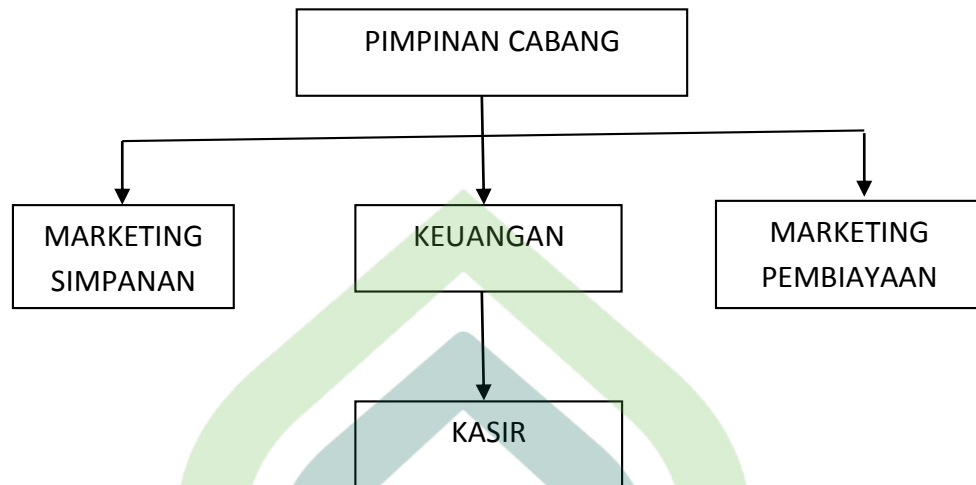 PIMPINAN CABANG
MARKETING
SIMPANAN
KEUANGAN
MARKETING
PEMBIAYAAN
KASIR